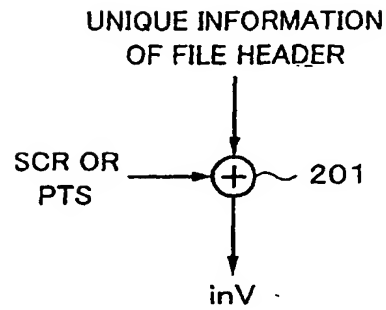 UNIQUE INFORMATION
OF FILE HEADER
SCR OR
PTS
+
201
inV